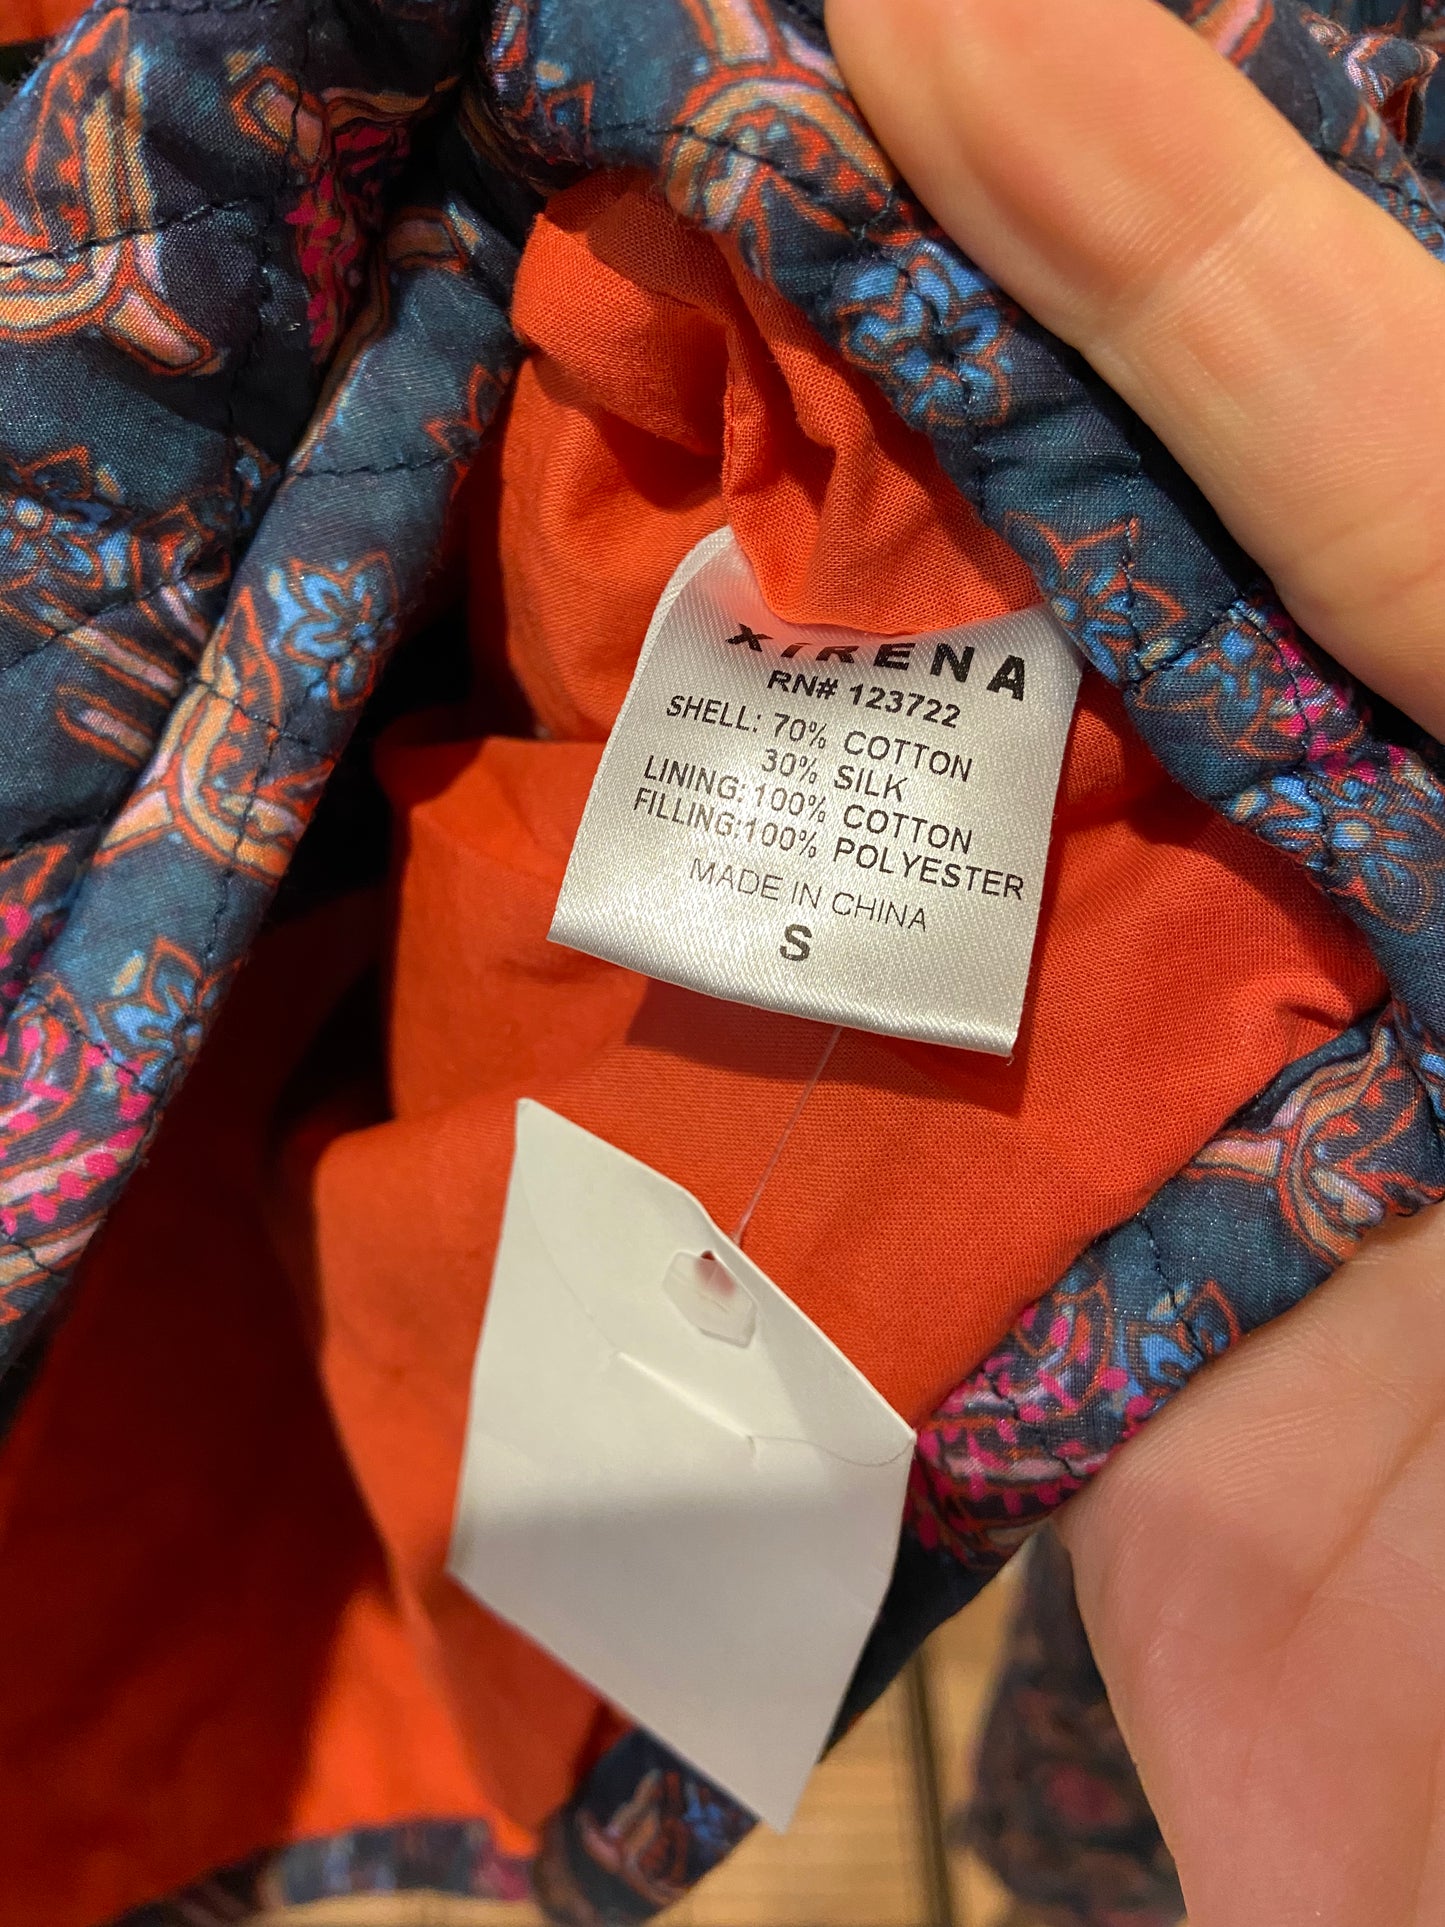 XIRENA
RN# 123722
SHELL: 70% COTTON
30% SILK
LINING: 100% COTTON
FILLING:100% POLYESTER
MADE IN CHINA
S